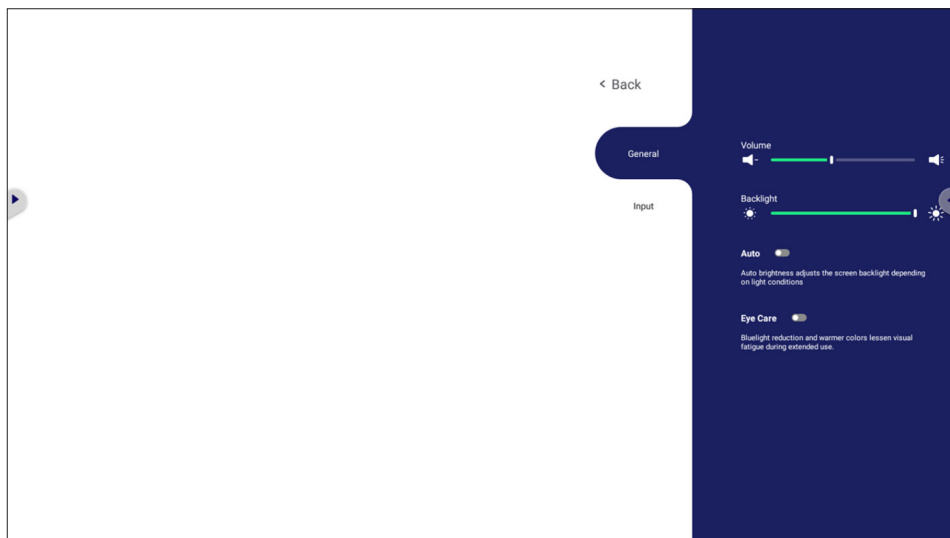 Back
General
Input
Volume
Backlight
Auto
Auto brightness adjusts the screen backlight depending
on light conditions
Eye Care
Bluelight reduction and warmer colors lessen visual
fatigue during extended use.